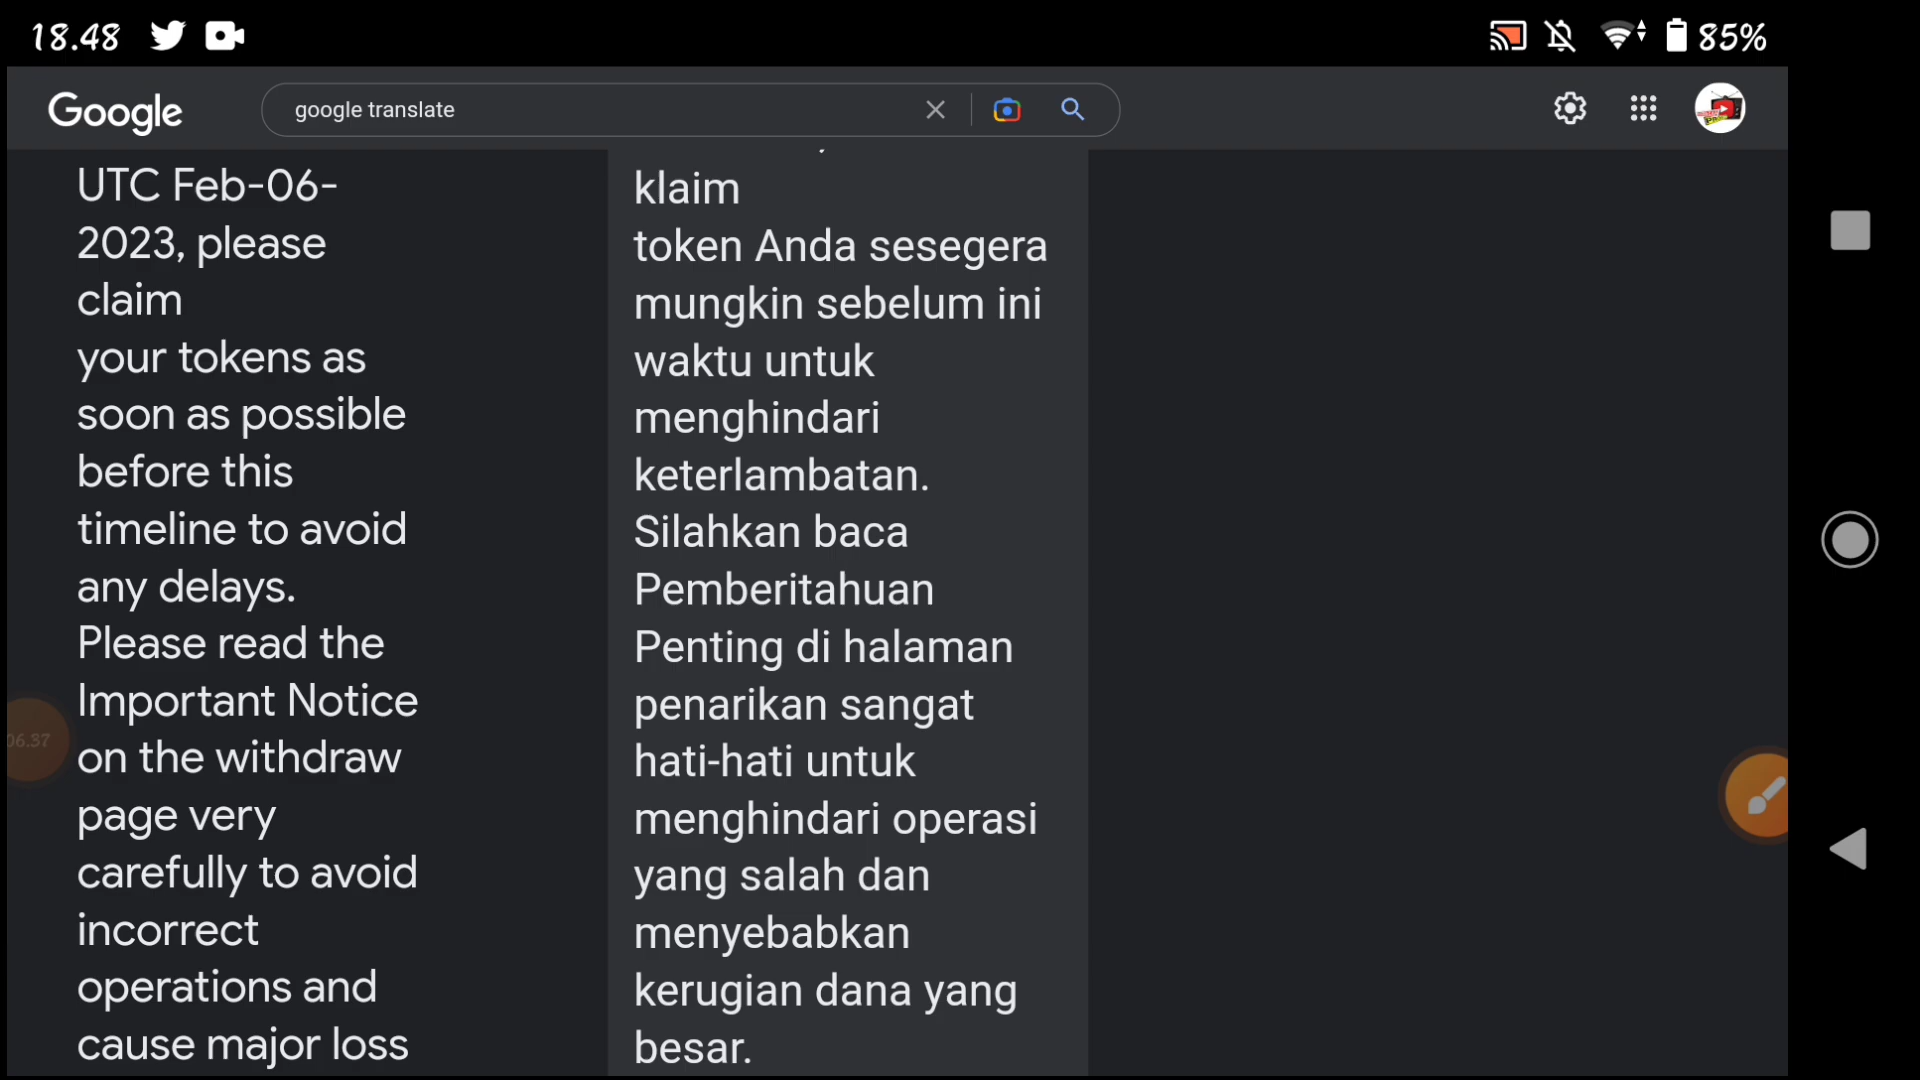 18.48
85%
Google
google translate
UTC Feb-06-
2023, please
claim
your tokens as
soon as possible
before this
timeline to avoid
any delays.
Please read the
Important Notice
on the withdraw
page very
carefully to avoid
incorrect
operations and
cause major loss
klaim
token Anda sesegera
mungkin sebelum ini
waktu untuk
menghindari
keterlambatan.
Silahkan baca
Pemberitahuan
Penting di halaman
penarikan sangat
hati-hati untuk
menghindari operasi
yang salah dan
menyebabkan
kerugian dana yang
besar.
06.37